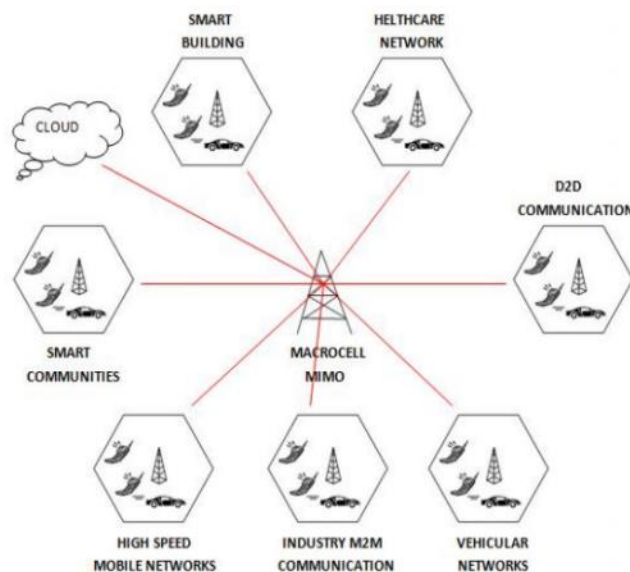 SMART
BUILDING
HELTHCARE
NETWORK
CLOUD
D2D
COMMUNICATION
SMART
COMMUNITIES
MACROCELL
MIMO
HIGH SPEED
MOBILE NETWORKS
INDUSTRY M2M
COMMUNICATION
VEHICULAR
NETWORKS